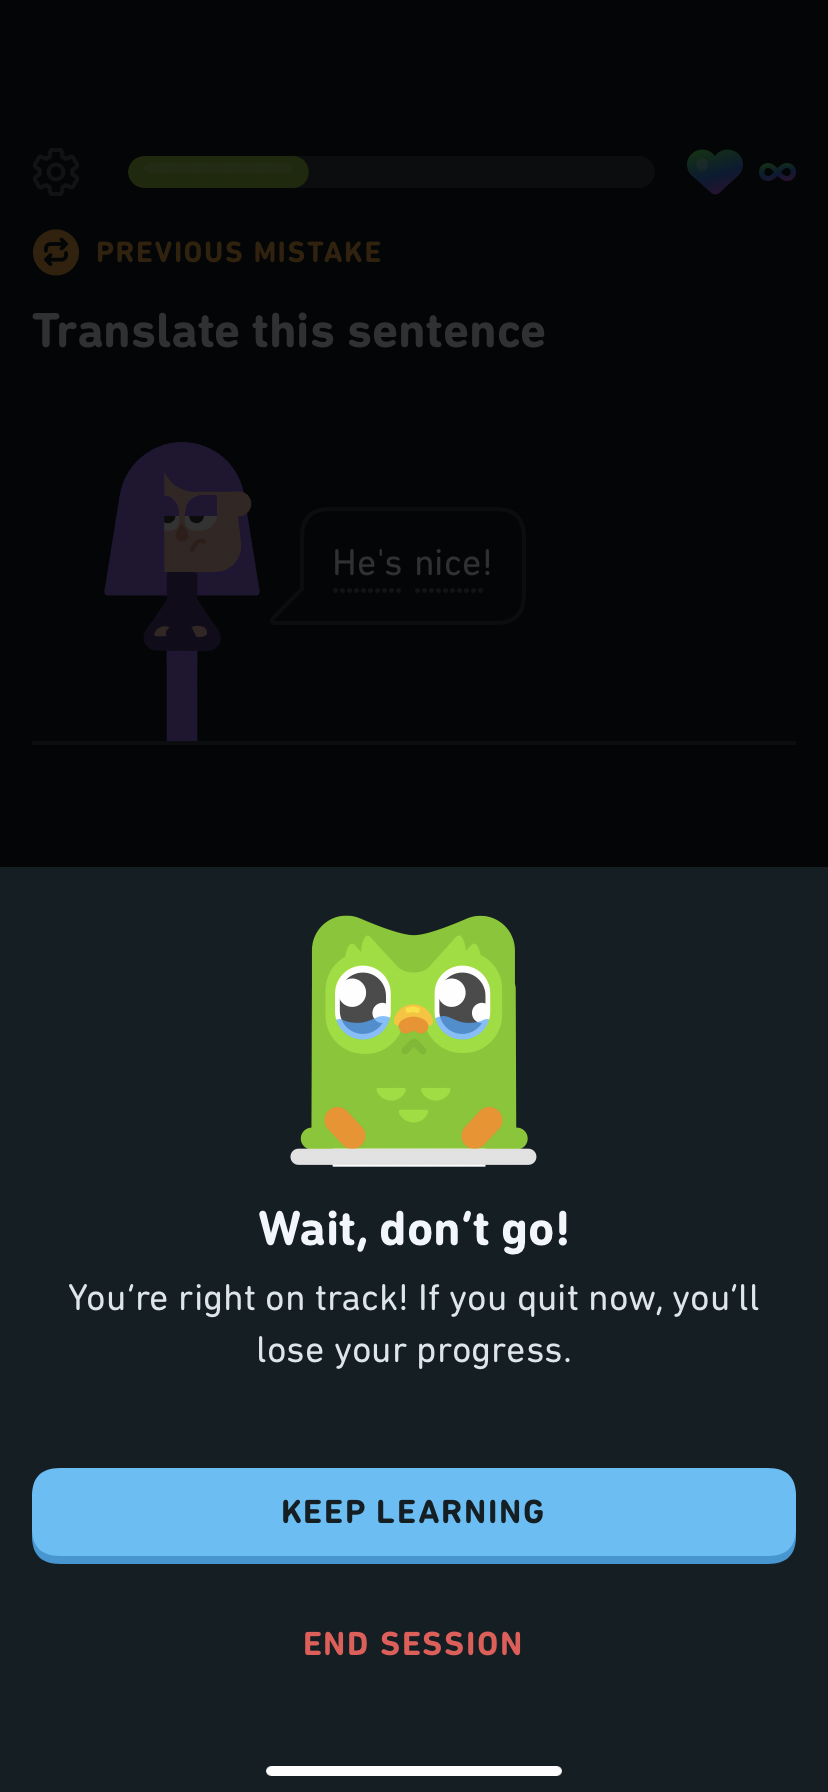 PREVIOUS MISTAKE
Translate this sentence
He's nice!
Wait, don’t go!
You’re right on track! If you quit now, you’ll
lose your progress.
KEEP LEARNING
END SESSION